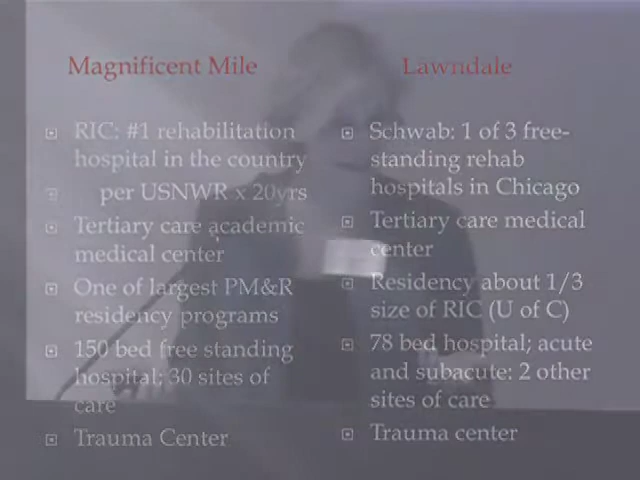 Magnificent Mile
RIC: #1 rehabilitation
hospital in the country
per USNWR x 20yrs
Tertiary care academic
medical center
One of largest PM&R
residency programs
150 bed free standing
hospital; 30 sites of
care
Trauma Center
Lawndale
Schwab: 1 of 3 free-
standing rehab
hospitals in Chicago
Tertiary care medical
center
Residency about 1/3
size of RIC (U of C)
78 bed hospital; acute
and subacute: 2 other
sites of care
Trauma center